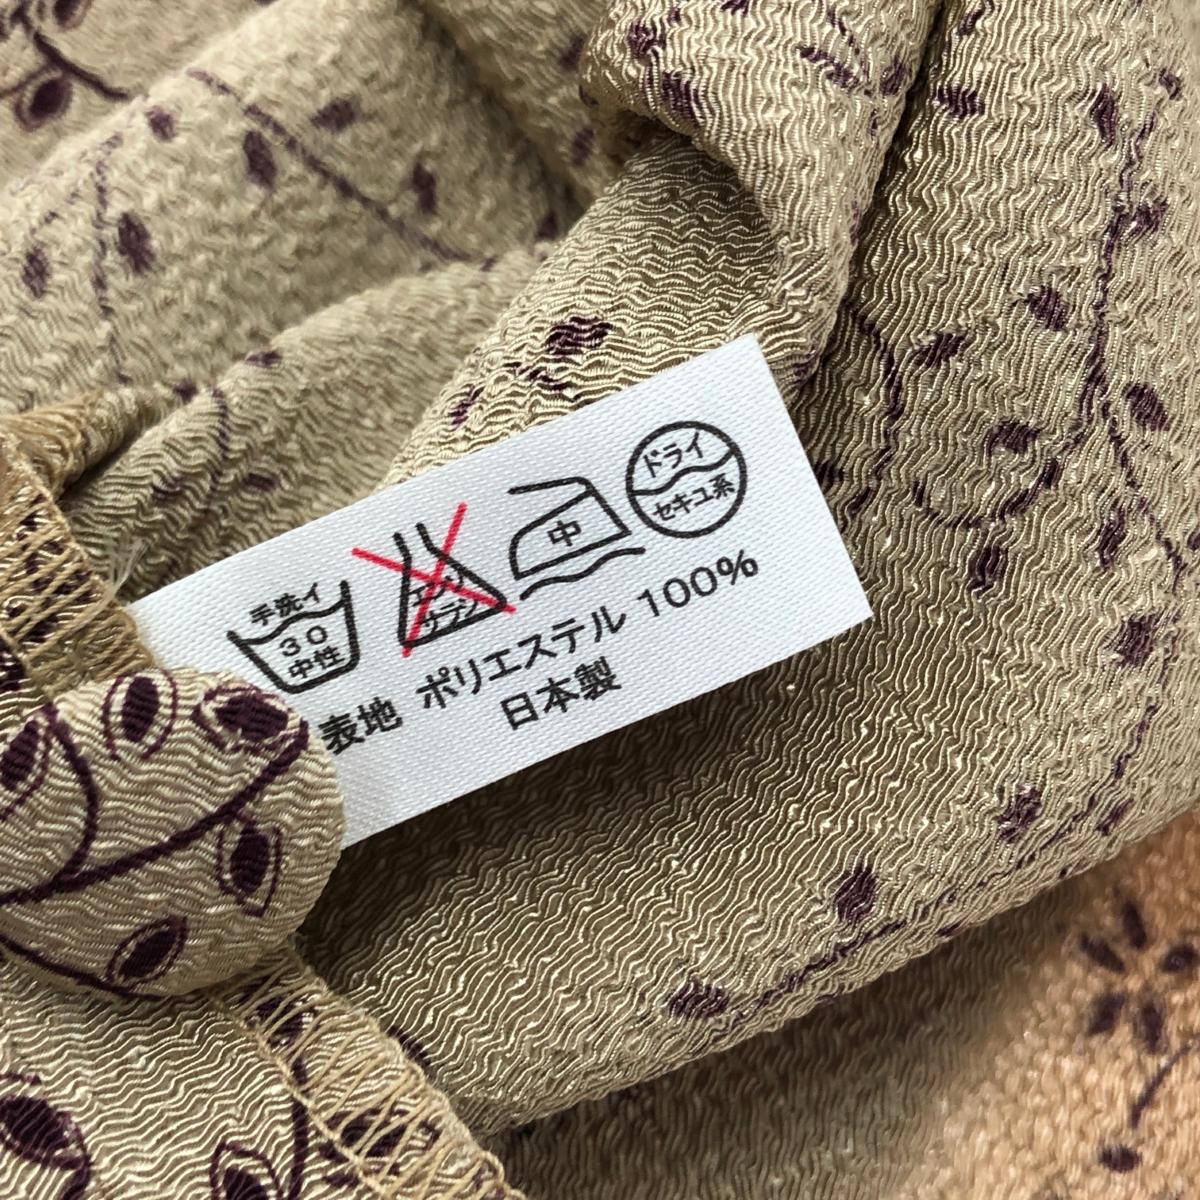 手洗イ
30
中性
エンソ
サラシ
中
ドライ
セキユ系
表地 ポリエステル 100%
日本製